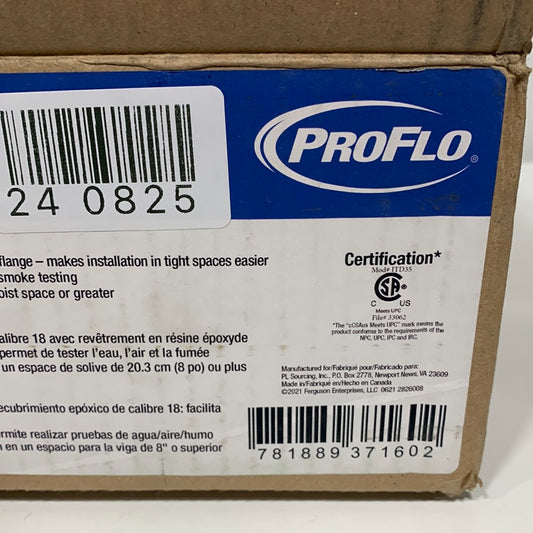 24 0825
PROFLO®
flange – makes installation in tight spaces easier
smoke testing
oist space or greater
Certification*
Mod# ITD35
CSA
C US
Meets UPC
File# 33062
*The "cCSAus Meets UPC" mark means the
product conforms to the requirements of the
NPC, UPC, IPC and IRC.
alibre 18 avec revêtrement en résine époxyde
permet de tester l'eau, l'air et la fumée
un espace de solive de 20.3 cm (8 po) ou plus
Manufactured for/Fabriqué pour/Fabricado para:
PL Sourcing, Inc., P.O. Box 2778, Newport News, VA 23609
Made in/Fabriqué en/Hecho en Canada
©2021 Ferguson Enterprises, LLC 0621 2826008
ecubrimiento epóxico de calibre 18: facilita
rmite realizar pruebas de agua/aire/humo
n en un espacio para la viga de 8" o superior
781889 371602